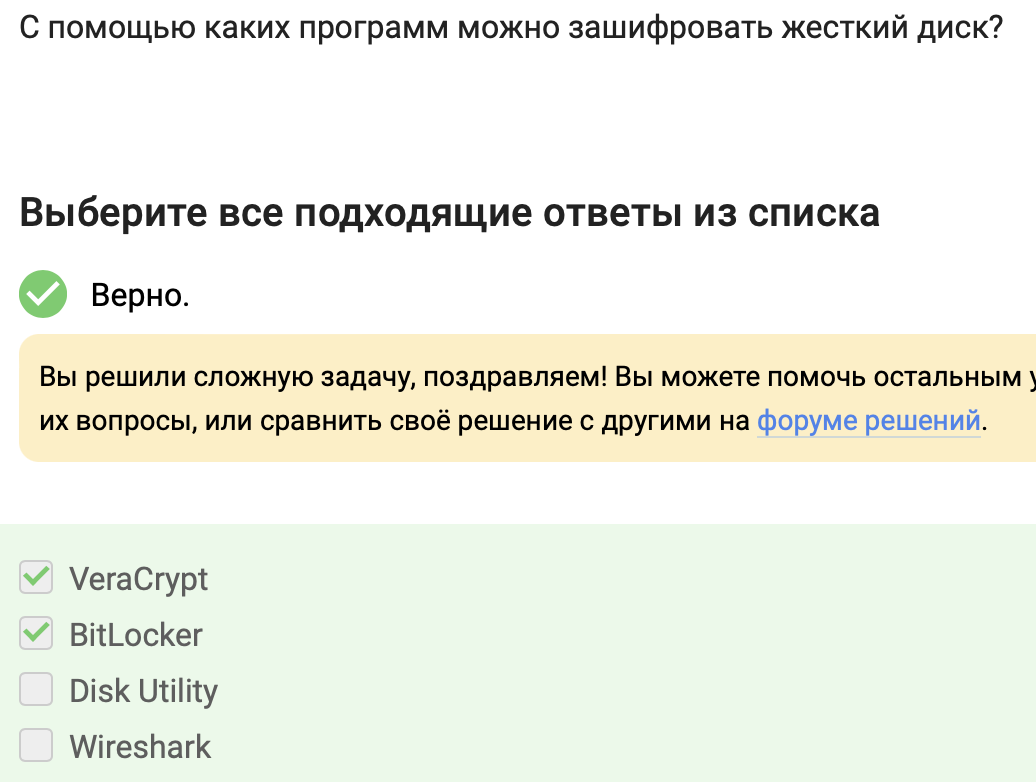 С помощью каких программ можно зашифровать жесткий диск?
Выберите все подходящие ответы из списка
Верно.
Вы решили сложную задачу, поздравляем! Вы можете помочь остальным
их вопросы, или сравнить своё решение с другими на форуме решений.
VeraCrypt
BitLocker
Disk Utility
Wireshark